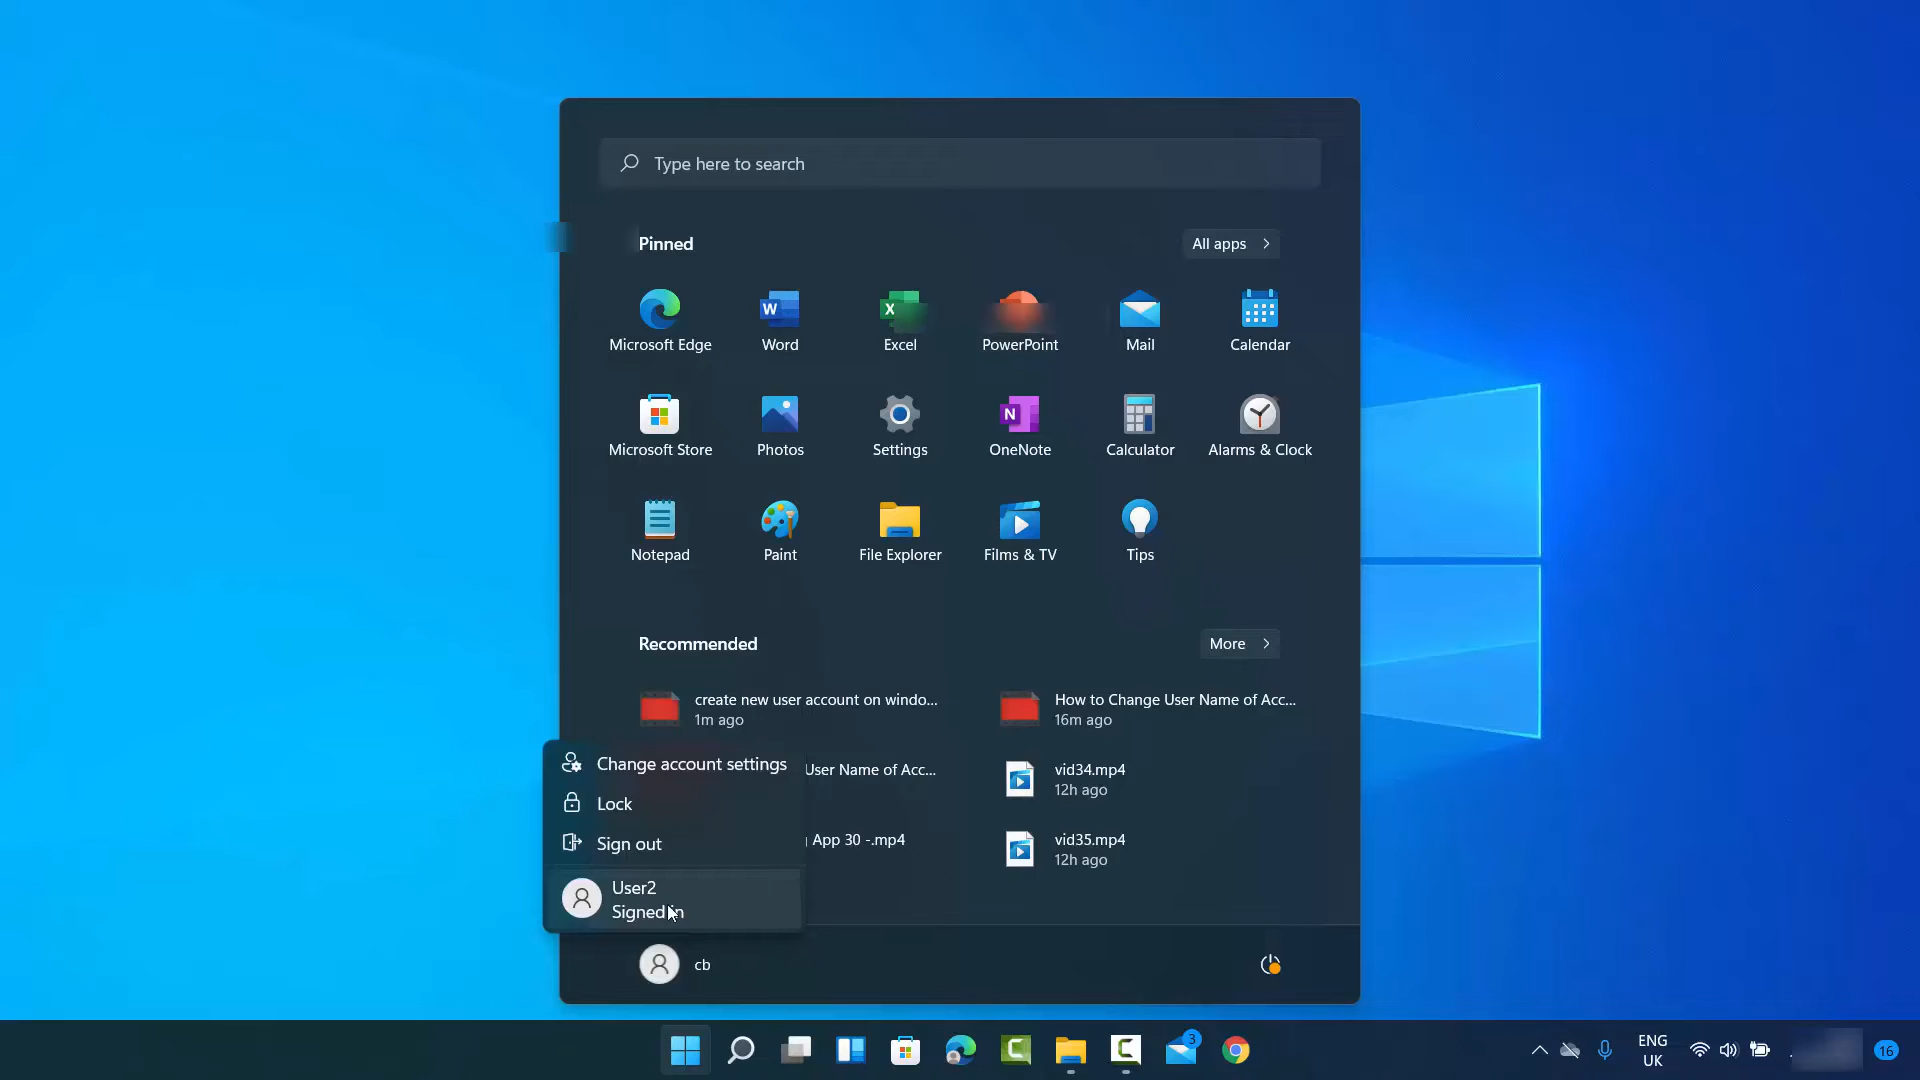 Type here to search
Pinned
All apps
Microsoft Edge
Word
Excel
PowerPoint
Mail
Calendar
Microsoft Store
Photos
Settings
OneNote
Calculator
Alarms & Clock
Notepad
Paint
File Explorer
Films & TV
Tips
Recommended
More
create new user account on windo...
1m ago
How to Change User Name of Acc...
16m ago
User Name of Acc...
vid34.mp4
12h ago
App 30 -.mp4
vid35.mp4
12h ago
Change account settings
Lock
Sign out
User2
Signed in
cb
3
ENG
UK
16